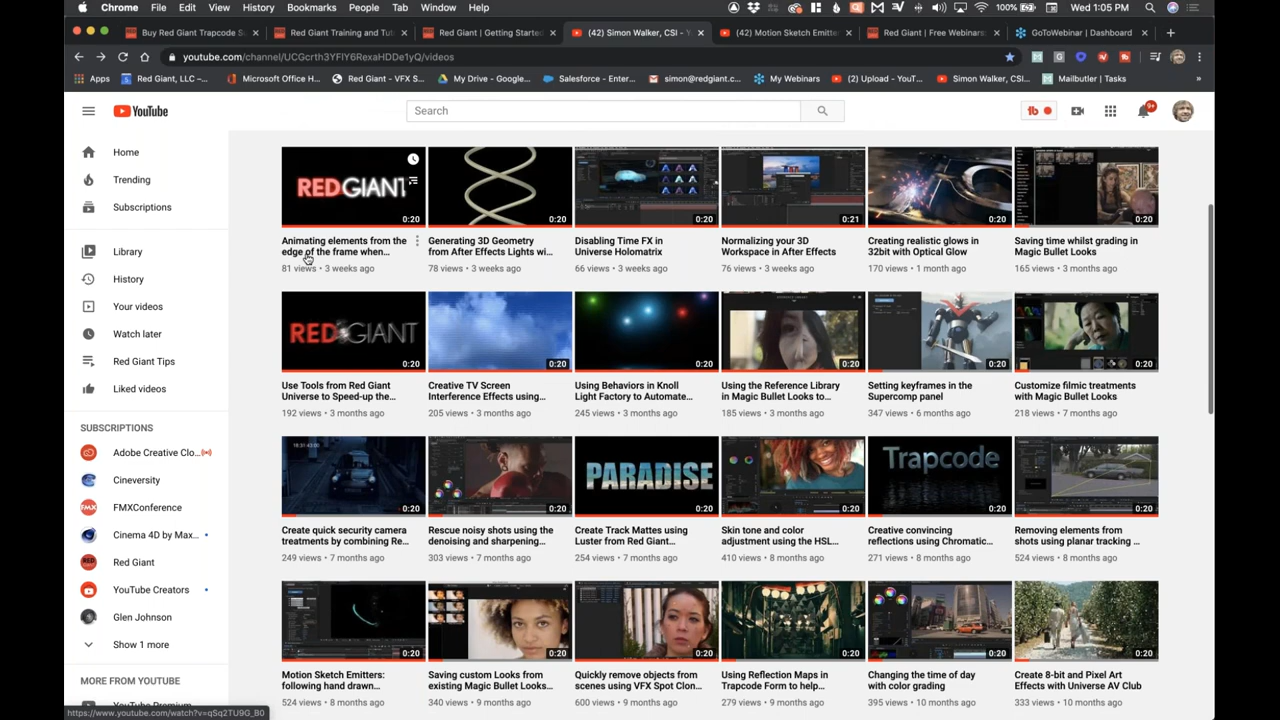 Chrome File Edit View History Bookmarks People Tab Window Help 100% Wed 1:05 PM
Buy Red Giant Trapcode S Red Giant Training and Tut Red Giant | Getting Started (42) Simon Walker, CSI - Y (42) Motion Sketch Emitters Red Giant | Free Webinars GoToWebinar | Dashboard
youtube.com/channel/UCGcrth3YFlY6RexaHDDe1yQ/videos
Apps Red Giant, LLC –... Microsoft Office H... Red Giant - VFX S... My Drive - Google... Salesforce - Enter... simon@redgiant.c... My Webinars (2) Upload - YouT... Simon Walker, CSI... Mailbutler | Tasks »
YouTube Search 9+
Home
Trending
Subscriptions
Library
History
Your videos
Watch later
Red Giant Tips
Liked videos
SUBSCRIPTIONS
Adobe Creative Clo...
Cineversity
FMXConference
Cinema 4D by Max...
Red Giant
YouTube Creators
Glen Johnson
Show 1 more
MORE FROM YOUTUBE
YouTube Premium
https://www.youtube.com/watch?v=qSq2TU9G_B0
REDGIANT
0:20 0:20 0:20 0:21 0:20 0:20
Animating elements from the Generating 3D Geometry Disabling Time FX in Normalizing your 3D Creating realistic glows in Saving time whilst grading in
edge of the frame when... from After Effects Lights wi... Universe Holomatrix Workspace in After Effects 32bit with Optical Glow Magic Bullet Looks
81 views • 3 weeks ago 78 views • 3 weeks ago 66 views • 3 weeks ago 76 views • 3 weeks ago 170 views • 1 month ago 165 views • 3 months ago
REDGIANT
0:20 0:20 0:20 0:20 0:20 0:20
Use Tools from Red Giant Creative TV Screen Using Behaviors in Knoll Using the Reference Library Setting keyframes in the Customize filmic treatments
Universe to Speed-up the... Interference Effects using... Light Factory to Automate... in Magic Bullet Looks to... Supercomp panel with Magic Bullet Looks
192 views • 3 months ago 205 views • 3 months ago 245 views • 3 months ago 185 views • 3 months ago 347 views • 6 months ago 218 views • 7 months ago
PARADISE Trapcode
0:20 0:20 0:20 0:20 0:20 0:20
Create quick security camera Rescue noisy shots using the Create Track Mattes using Skin tone and color Creative convincing Removing elements from
treatments by combining Re... denoising and sharpening... Luster from Red Giant... adjustment using the HSL... reflections using Chromatic... shots using planar tracking ...
249 views • 7 months ago 303 views • 7 months ago 254 views • 7 months ago 410 views • 8 months ago 271 views • 8 months ago 524 views • 8 months ago
0:20 0:20 0:20 0:20 0:20 0:20
Motion Sketch Emitters: Saving custom Looks from Quickly remove objects from Using Reflection Maps in Changing the time of day Create 8-bit and Pixel Art
following hand drawn... existing Magic Bullet Looks... scenes using VFX Spot Clon... Trapcode Form to help... with color grading Effects with Universe AV Club
524 views • 8 months ago 340 views • 9 months ago 600 views • 9 months ago 279 views • 9 months ago 395 views • 10 months ago 333 views • 10 months ago